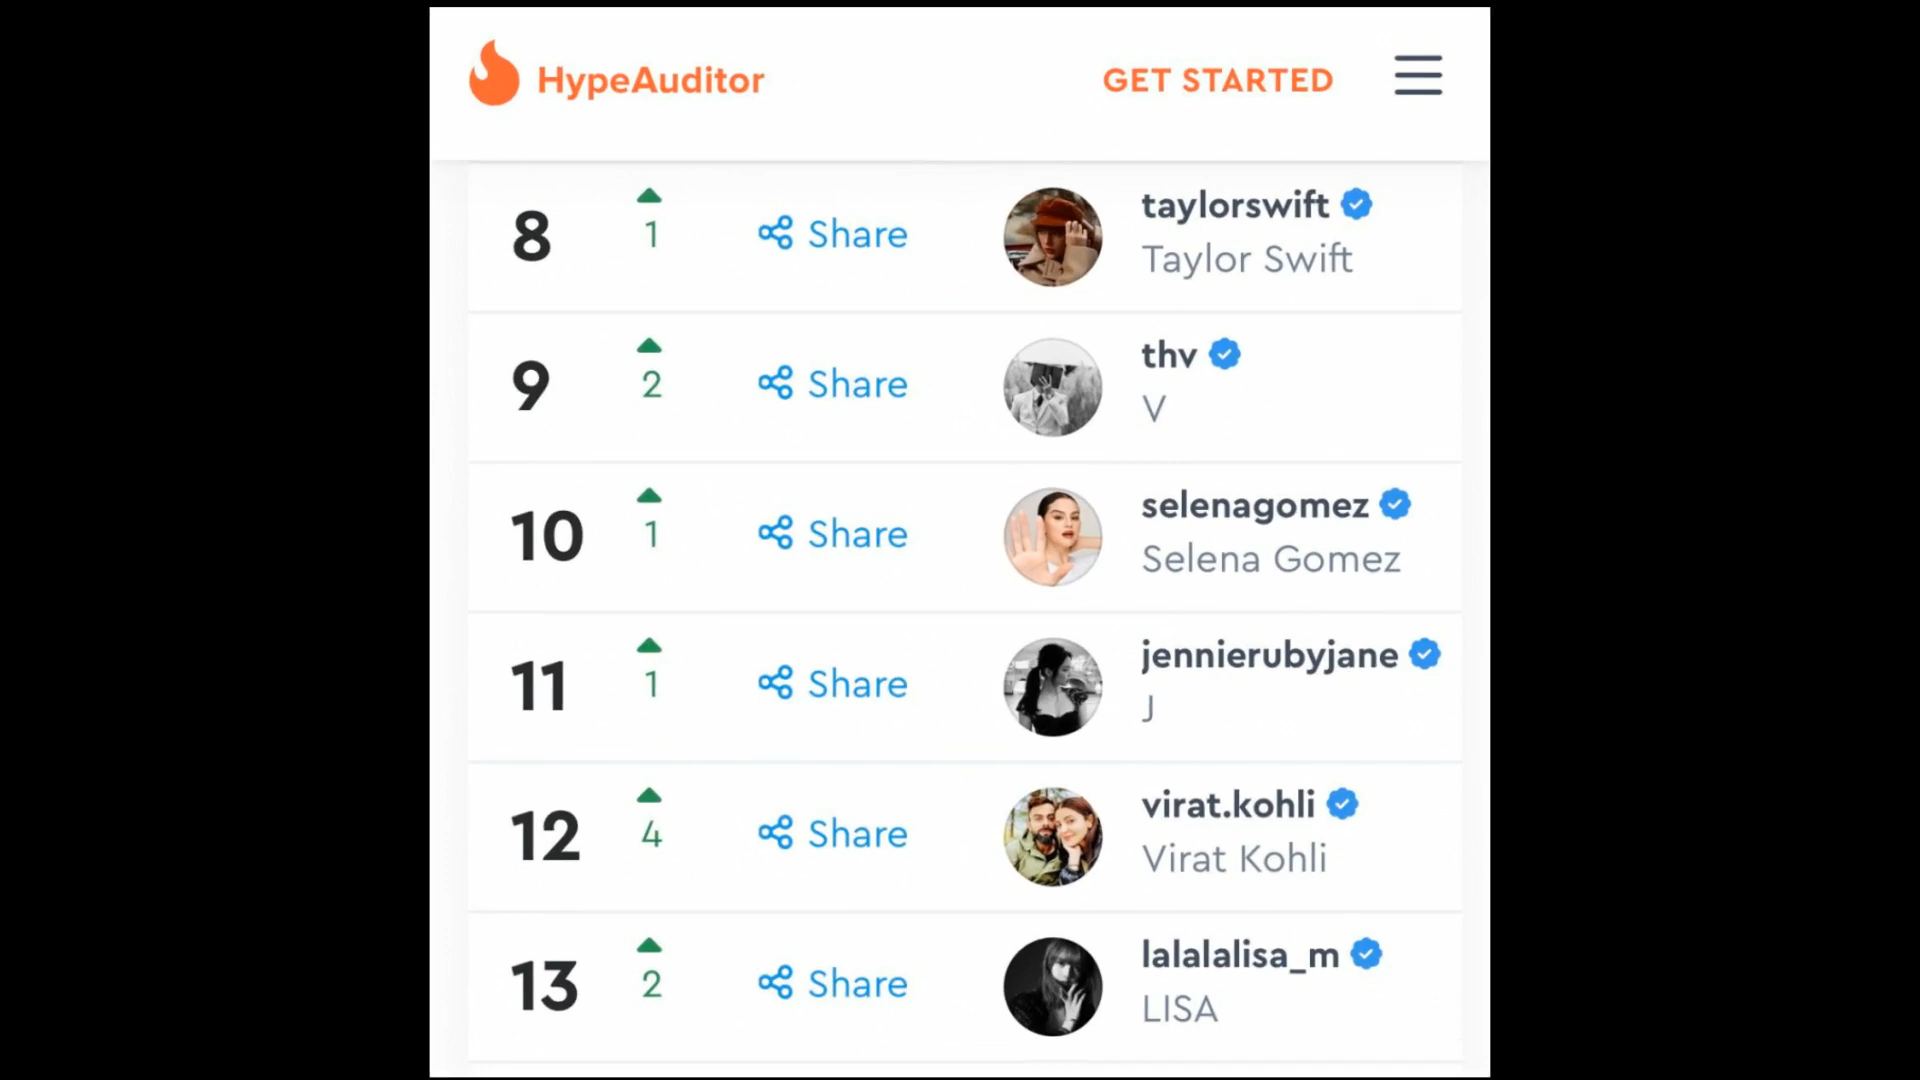 HypeAuditor GET STARTED
8 1 Share taylorswift
Taylor Swift
9 2 Share thv
V
10 1 Share selenagomez
Selena Gomez
11 1 Share jennierubyjane
J
12 4 Share virat.kohli
Virat Kohli
13 2 Share lalalalisa_m
LISA